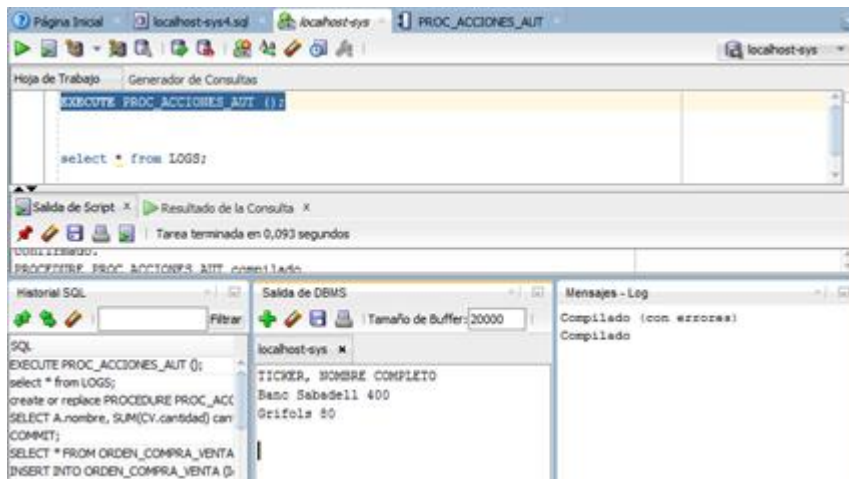 Página Inicial localhost-sys4.sql localhost-sys PROC_ACCIONES_AUT
localhost-sys
Hoja de Trabajo Generador de Consultas
EXECUTE PROC_ACCIONES_AUT ();
select * from LOGS;
Salida de Script x Resultado de la Consulta x
Tarea terminada en 0,093 segundos
confirmado.
PROCEDURE PROC_ACCIONES_AUT compilado
Historial SQL
Filtrar
SQL
EXECUTE PROC_ACCIONES_AUT ();
select * from LOGS;
create or replace PROCEDURE PROC_ACC
SELECT A.nombre, SUM(CV.cantidad) can
COMMIT;
SELECT * FROM ORDEN_COMPRA_VENTA
INSERT INTO ORDEN_COMPRA_VENTA
Salida de DBMS
Tamaño de Buffer: 20000
localhost-sys
TICKER, NOMBRE COMPLETO
Banc Sabadell 400
Grifols 80
Mensajes - Log
Compilado (con errores)
Compilado